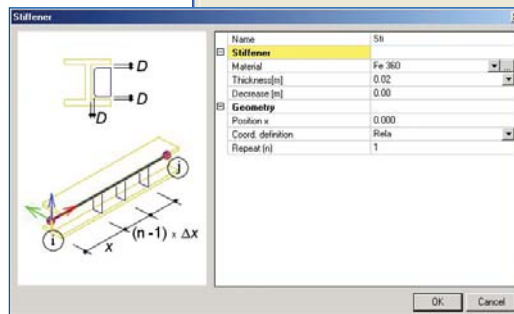 Stiffener
D
D
D
i
j
x
(n -1) x Δx
Name Sti
Stiffener
Material Fe 360
Thickness[m] 0.02
Decrease [m] 0.00
Geometry
Position x 0.000
Coord. definition Rela
Repeat (n) 1
OK Cancel